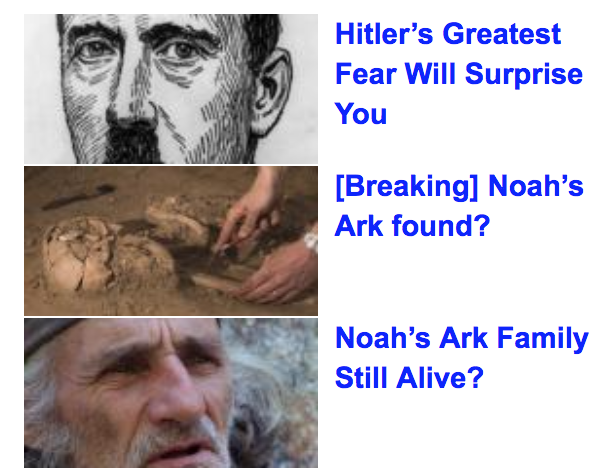 Hitler’s Greatest
Fear Will Surprise
You
[Breaking] Noah’s
Ark found?
Noah’s Ark Family
Still Alive?